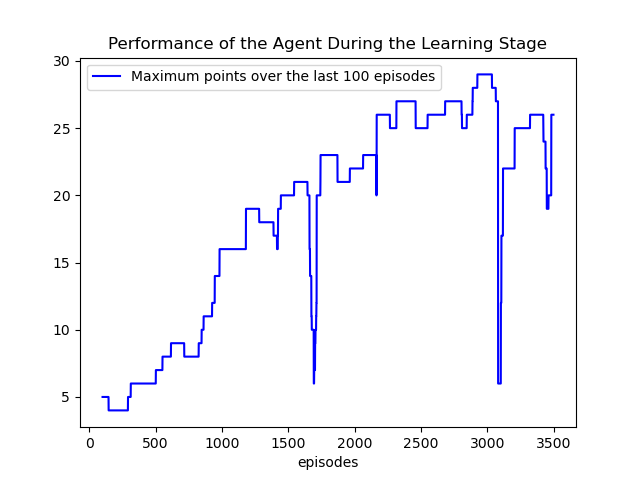 Performance of the Agent During the Learning Stage
Maximum points over the last 100 episodes
30
25
20
15
10
5
0 500 1000 1500 2000 2500 3000 3500
episodes